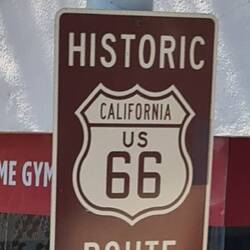 HISTORIC
CALIFORNIA
US
66
ME GYM
ROUTE